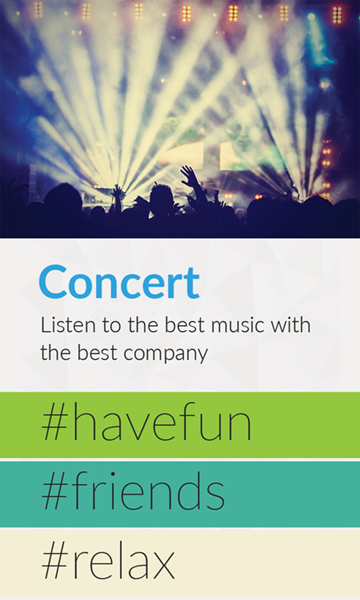 Concert
Listen to the best music with
the best company
#havefun
#friends
#relax